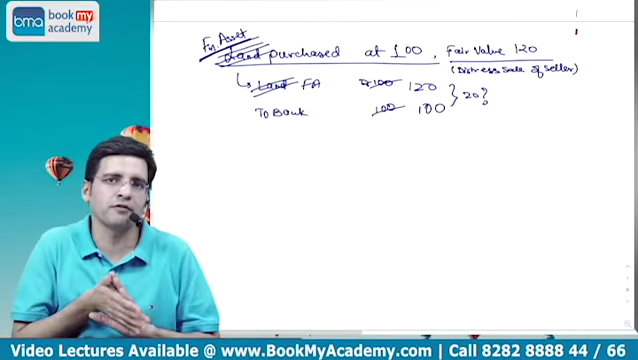 bma
book my
academy
Fin. Asset
Land purchased at 100, Fair Value 120
(Distress Sale of Seller)
Land FA 100 120
To Bank 100 100
20?
Video Lectures Available @ www.BookMyAcademy.com | Call 8282 8888 44 / 66